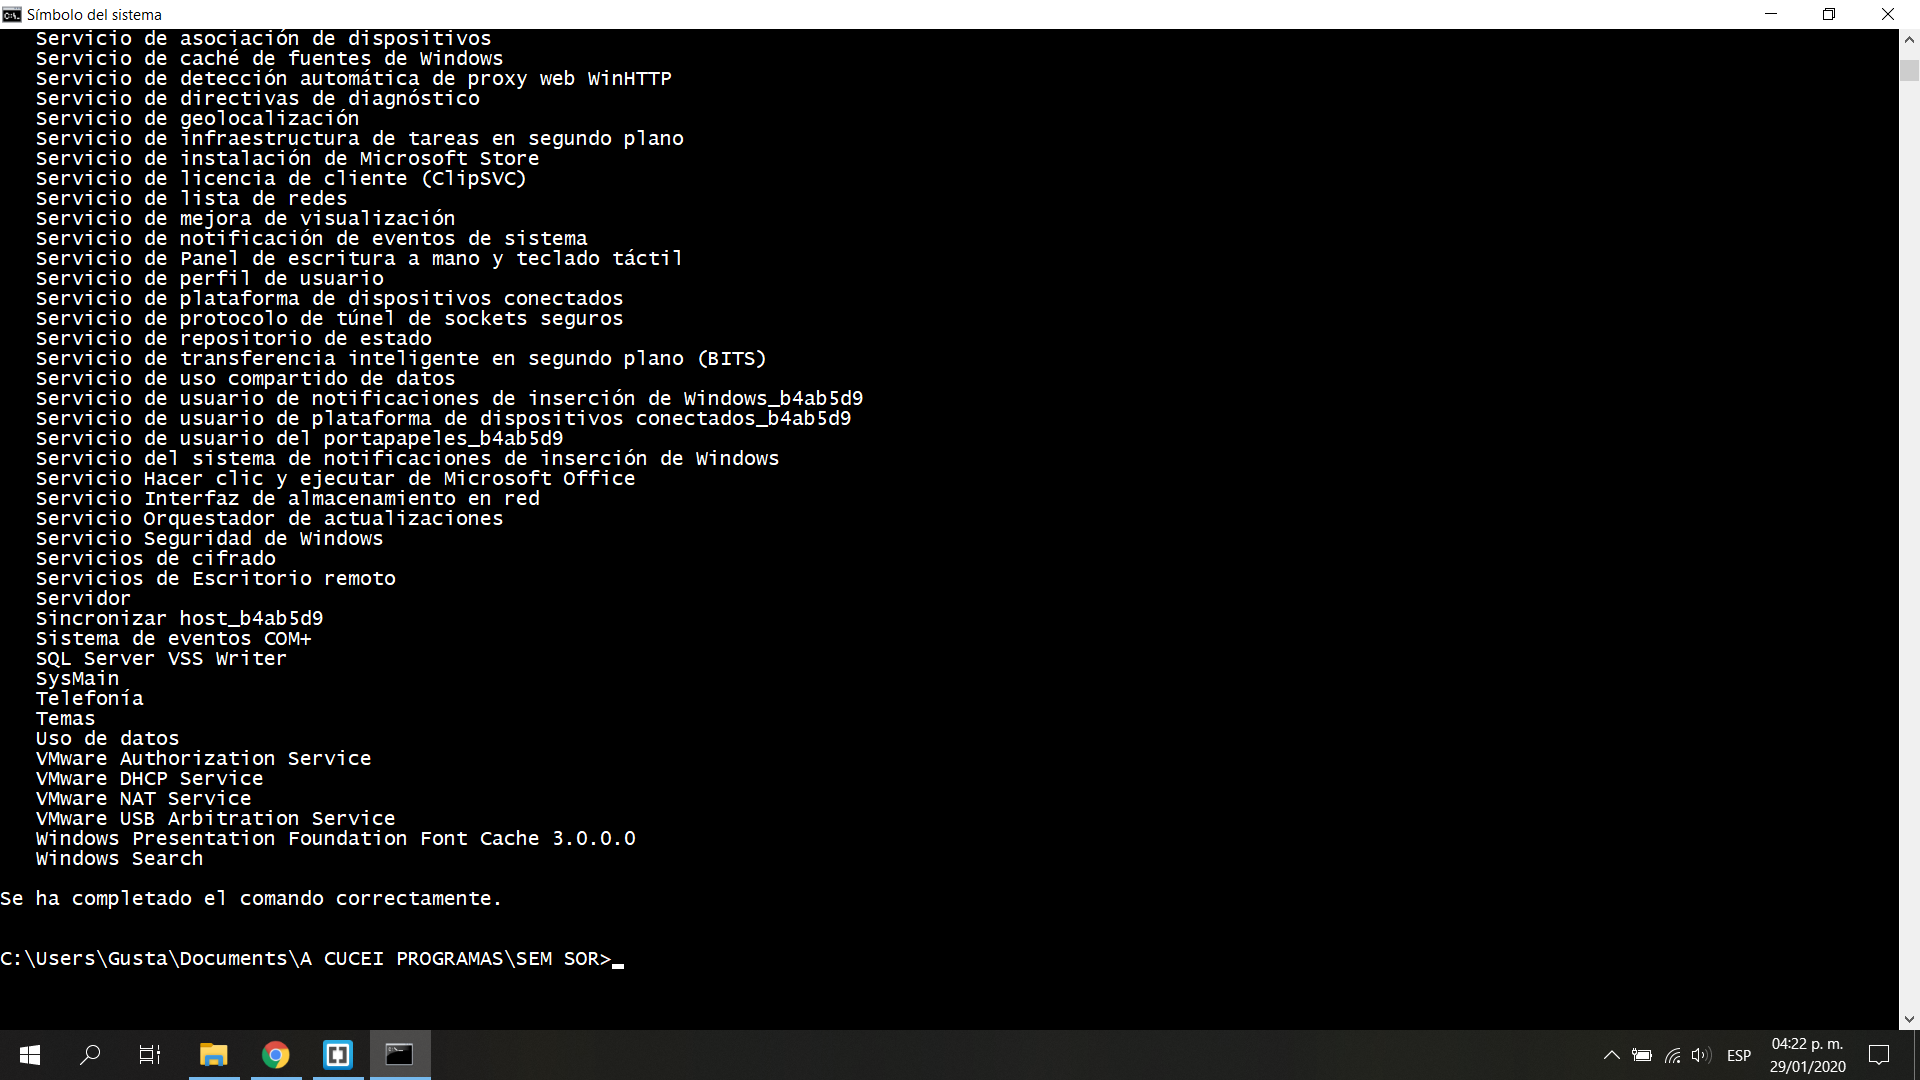 Símbolo del sistema
Servicio de asociación de dispositivos
Servicio de caché de fuentes de Windows
Servicio de detección automática de proxy web WinHTTP
Servicio de directivas de diagnóstico
Servicio de geolocalización
Servicio de infraestructura de tareas en segundo plano
Servicio de instalación de Microsoft Store
Servicio de licencia de cliente (ClipSVC)
Servicio de lista de redes
Servicio de mejora de visualización
Servicio de notificación de eventos de sistema
Servicio de Panel de escritura a mano y teclado táctil
Servicio de perfil de usuario
Servicio de plataforma de dispositivos conectados
Servicio de protocolo de túnel de sockets seguros
Servicio de repositorio de estado
Servicio de transferencia inteligente en segundo plano (BITS)
Servicio de uso compartido de datos
Servicio de usuario de notificaciones de inserción de Windows_b4ab5d9
Servicio de usuario de plataforma de dispositivos conectados_b4ab5d9
Servicio de usuario del portapapeles_b4ab5d9
Servicio del sistema de notificaciones de inserción de Windows
Servicio Hacer clic y ejecutar de Microsoft Office
Servicio Interfaz de almacenamiento en red
Servicio Orquestador de actualizaciones
Servicio Seguridad de Windows
Servicios de cifrado
Servicios de Escritorio remoto
Servidor
Sincronizar host_b4ab5d9
Sistema de eventos COM+
SQL Server VSS Writer
SysMain
Telefonía
Temas
Uso de datos
VMware Authorization Service
VMware DHCP Service
VMware NAT Service
VMware USB Arbitration Service
Windows Presentation Foundation Font Cache 3.0.0.0
Windows Search
Se ha completado el comando correctamente.
C:\Users\Gusta\Documents\A CUCEI PROGRAMAS\SEM SOR>
ESP
04:22 p. m.
29/01/2020